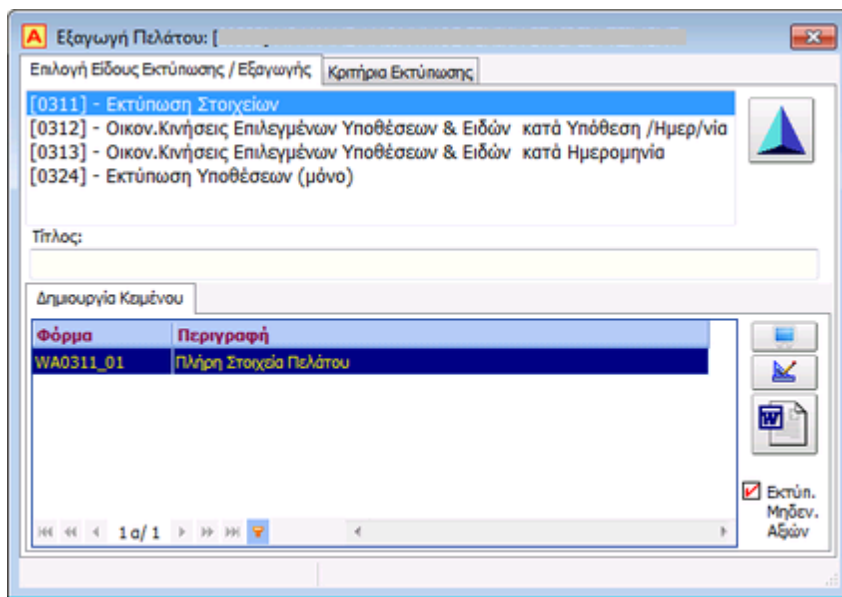 Εξαγωγή Πελάτου: [
Επιλογή Είδους Εκτύπωσης / Εξαγωγής Κριτήρια Εκτύπωσης
[0311] - Εκτύπωση Στοιχείων
[0312] - Οικον.Κινήσεις Επιλεγμένων Υποθέσεων & Ειδών κατά Υπόθεση /Ημερ/νία
[0313] - Οικον.Κινήσεις Επιλεγμένων Υποθέσεων & Ειδών κατά Ημερομηνία
[0324] - Εκτύπωση Υποθέσεων (μόνο)
Τίτλος:
Δημιουργία Κειμένου
Φόρμα Περιγραφή
WA0311_01 Πλήρη Στοιχεία Πελάτου
Εκτύπ.
Μηδεν.
Αξιών
1 α/ 1